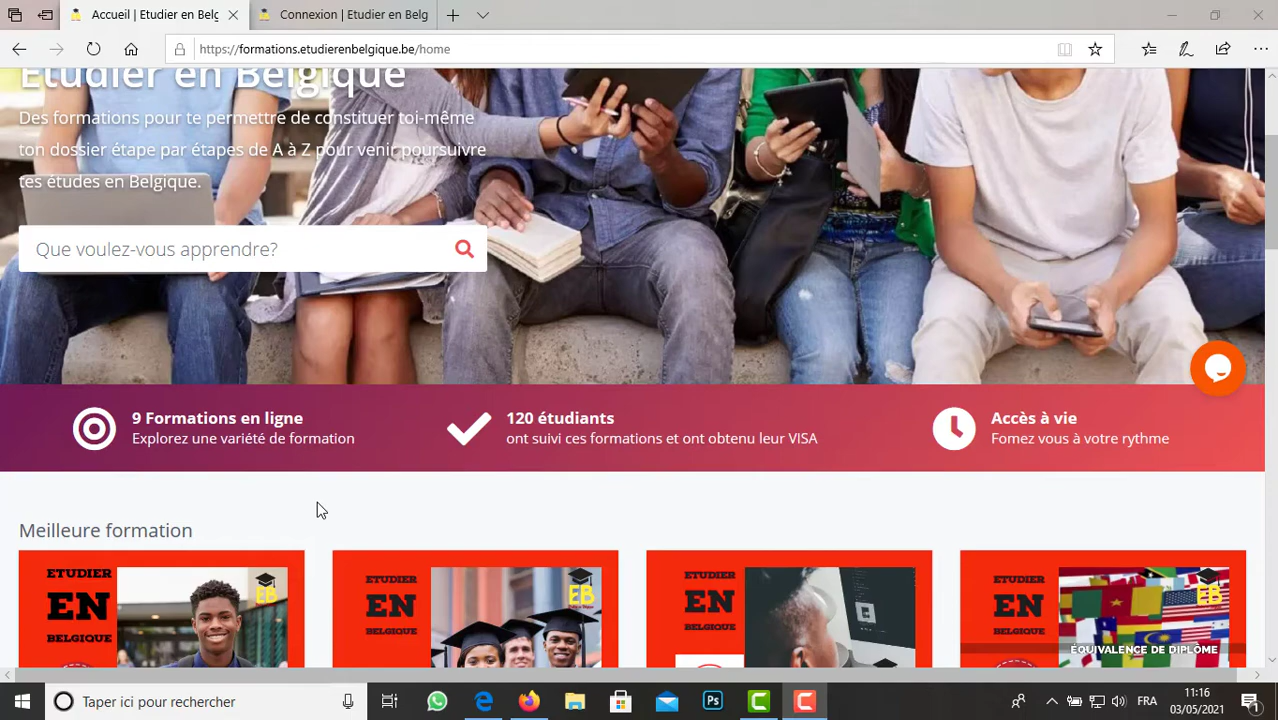 Accueil | Etudier en Belg
Connexion | Etudier en Belg
https://formations.etudierenbelgique.be/home
Etudier en Belgique
Des formations pour te permettre de constituer toi-même
ton dossier étape par étapes de A à Z pour venir poursuivre
tes études en Belgique.
Que voulez-vous apprendre?
9 Formations en ligne
Explorez une variété de formation
120 étudiants
ont suivi ces formations et ont obtenu leur VISA
Accès à vie
Fomez vous à votre rythme
Meilleure formation
ETUDIER
EN
BELGIQUE
EB
ETUDIER
EN
BELGIQUE
EB
ETUDIER
EN
BELGIQUE
ETUDIER
EN
BELGIQUE
EB
ÉQUIVALENCE DE DIPLÔME
Taper ici pour rechercher
Ps
FRA
11:16
03/05/2021
1